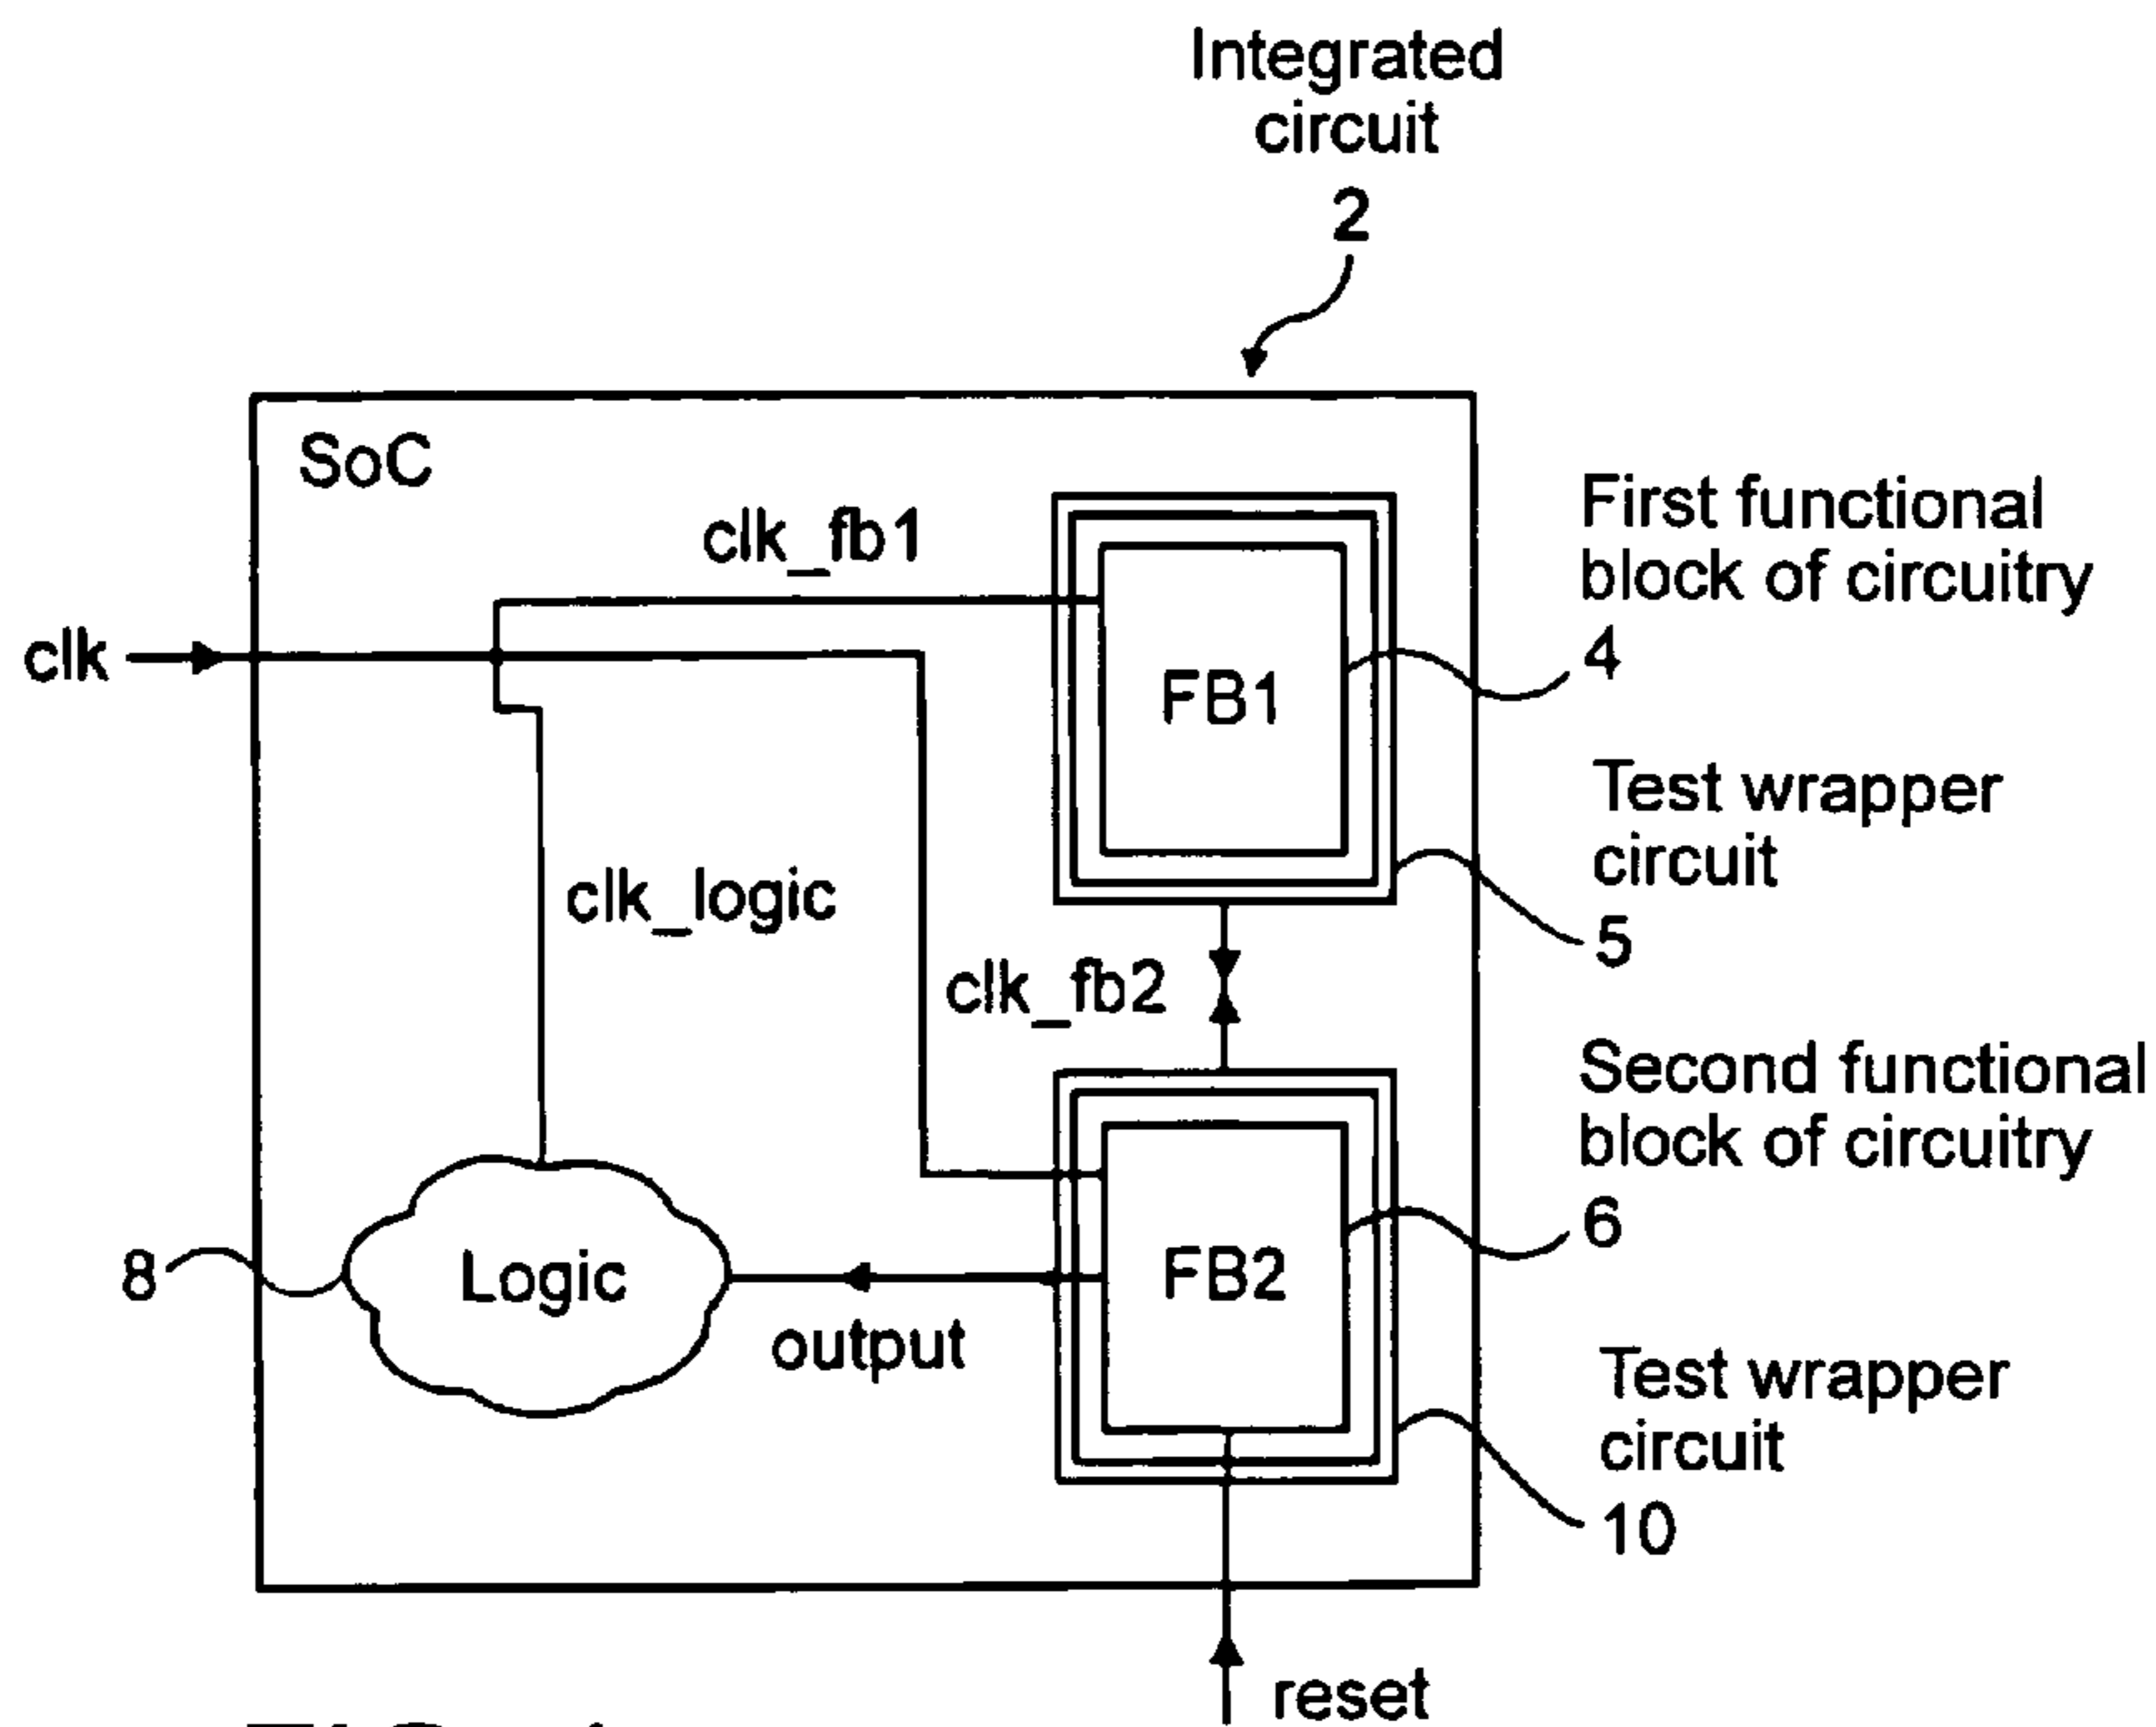 Integrated
circuit
2
SoC
clk_fb1
First functional
block of circuitry
4
clk
FB1
Test wrapper
circuit
5
clk_logic
clk_fb2
Second functional
block of circuitry
6
8
Logic
FB2
output
Test wrapper
circuit
10
reset